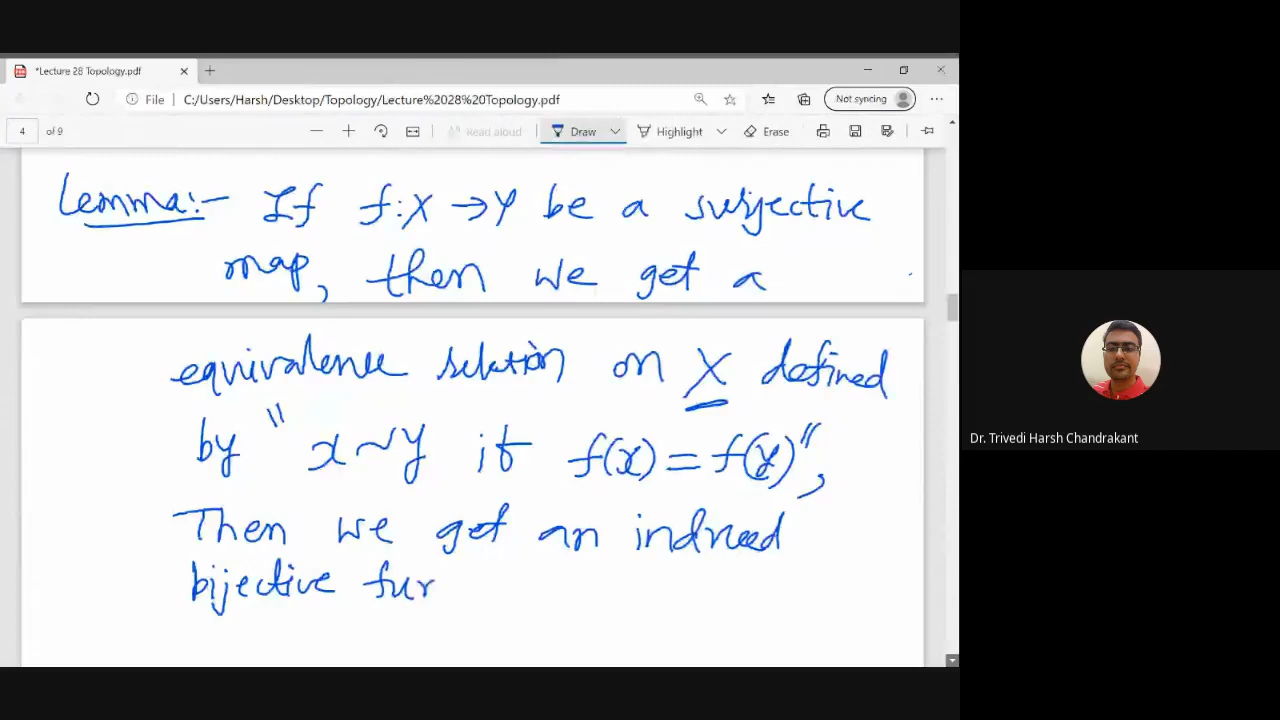 *Lecture 28 Topology.pdf
File
C:/Users/Harsh/Desktop/Topology/Lecture%2028%20Topology.pdf
Not syncing
4 of 9
Read aloud
Draw
Highlight
Erase
Lemma:- If f:X →Y be a surjective
map, then we get a
equivalence relation on X defined
by " x~y if f(x) = f(y)",
Then we get an induced
bijective fur
Dr. Trivedi Harsh Chandrakant